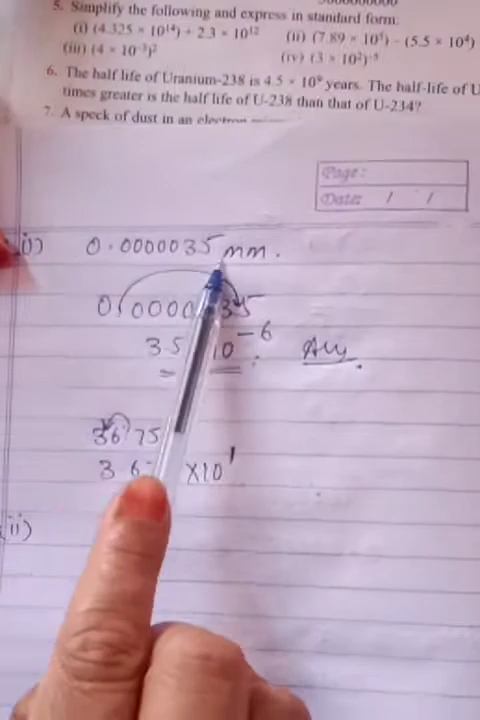 5. Simplify the following and express in standard form:
(i) (4.325 × 10¹⁴) ÷ 2.3 × 10¹² (ii) (7.89 × 10⁵) − (5.5 × 10⁴)
(iii) (4 × 10⁻³)² (iv) (3 × 10²)⁻⁵
6. The half life of Uranium-238 is 4.5 × 10⁹ years. The half-life of U
times greater is the half life of U-238 than that of U-234?
7. A speck of dust in an electron
Page:
Date: / /
i) 0.0000035 mm.
0.0000 35
35 10⁻⁶ Ans.
36.75
3.6 ×10¹
ii)